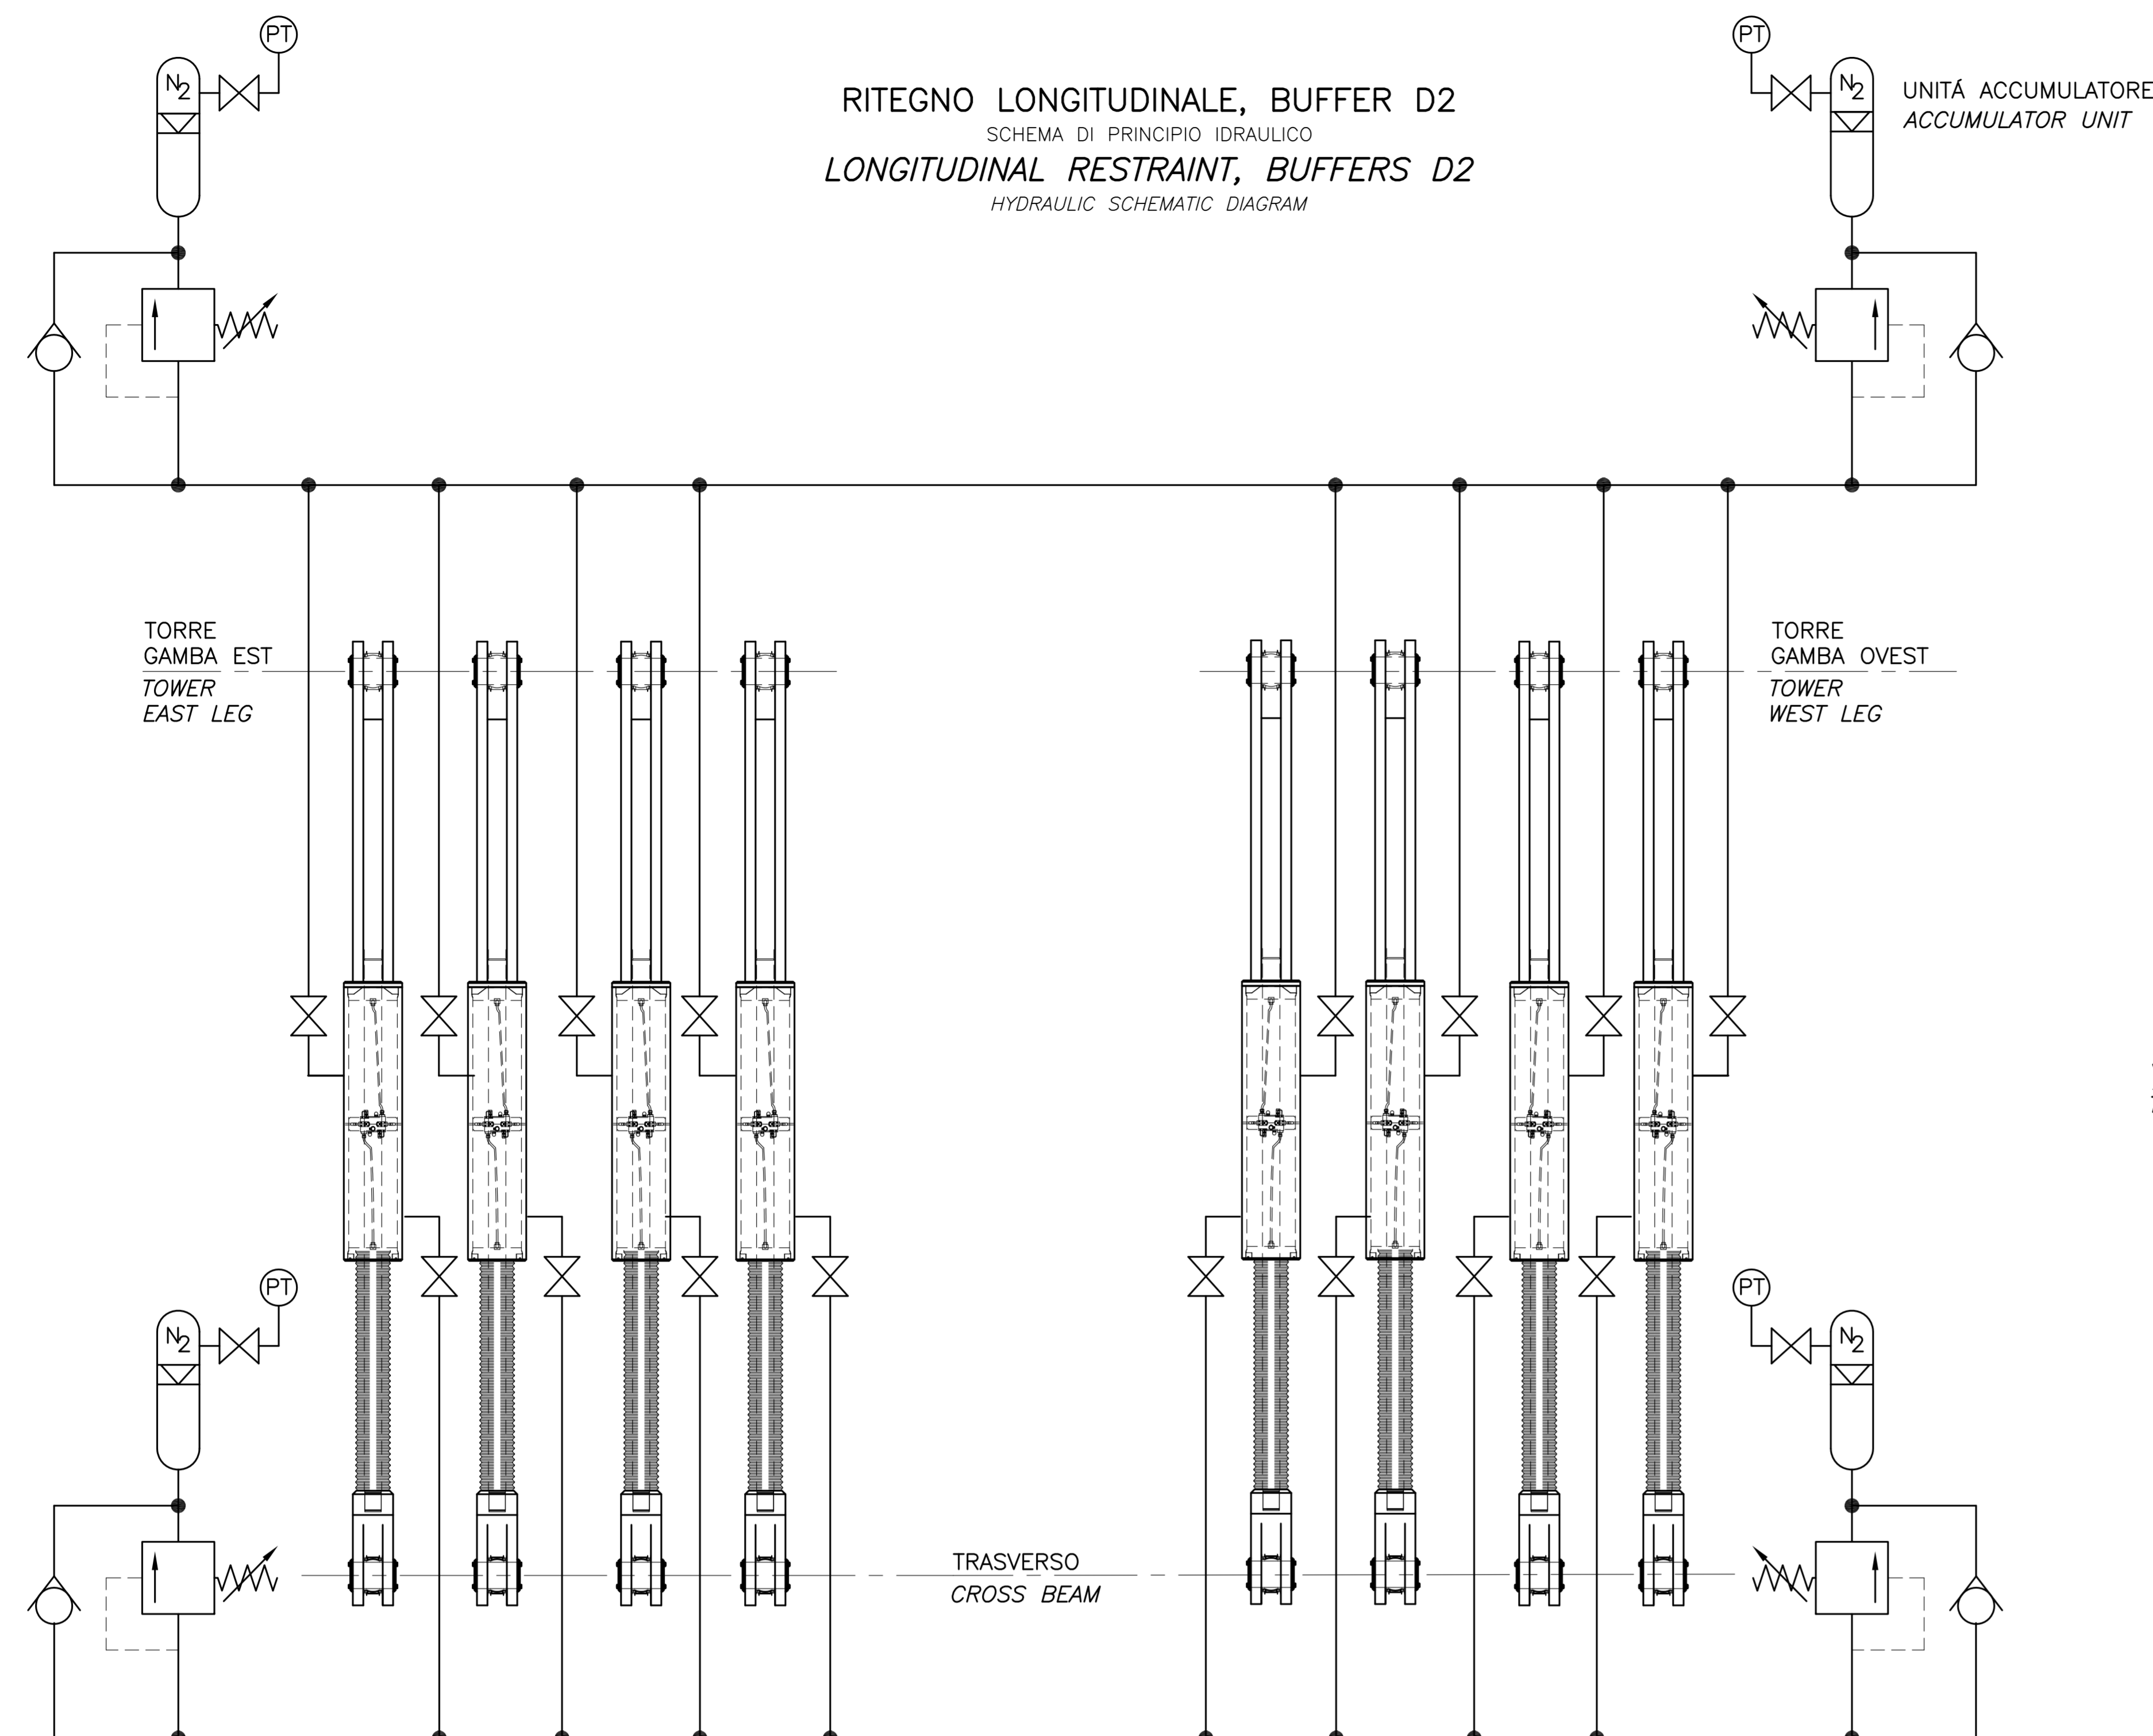 PT
N2
PT
N2
RITEGNO LONGITUDINALE, BUFFER D2
SCHEMA DI PRINCIPIO IDRAULICO
LONGITUDINAL RESTRAINT, BUFFERS D2
HYDRAULIC SCHEMATIC DIAGRAM
UNITÁ ACCUMULATORE
ACCUMULATOR UNIT
TORRE
GAMBA EST
TOWER
EAST LEG
TORRE
GAMBA OVEST
TOWER
WEST LEG
PT
N2
PT
N2
TRASVERSO
CROSS BEAM